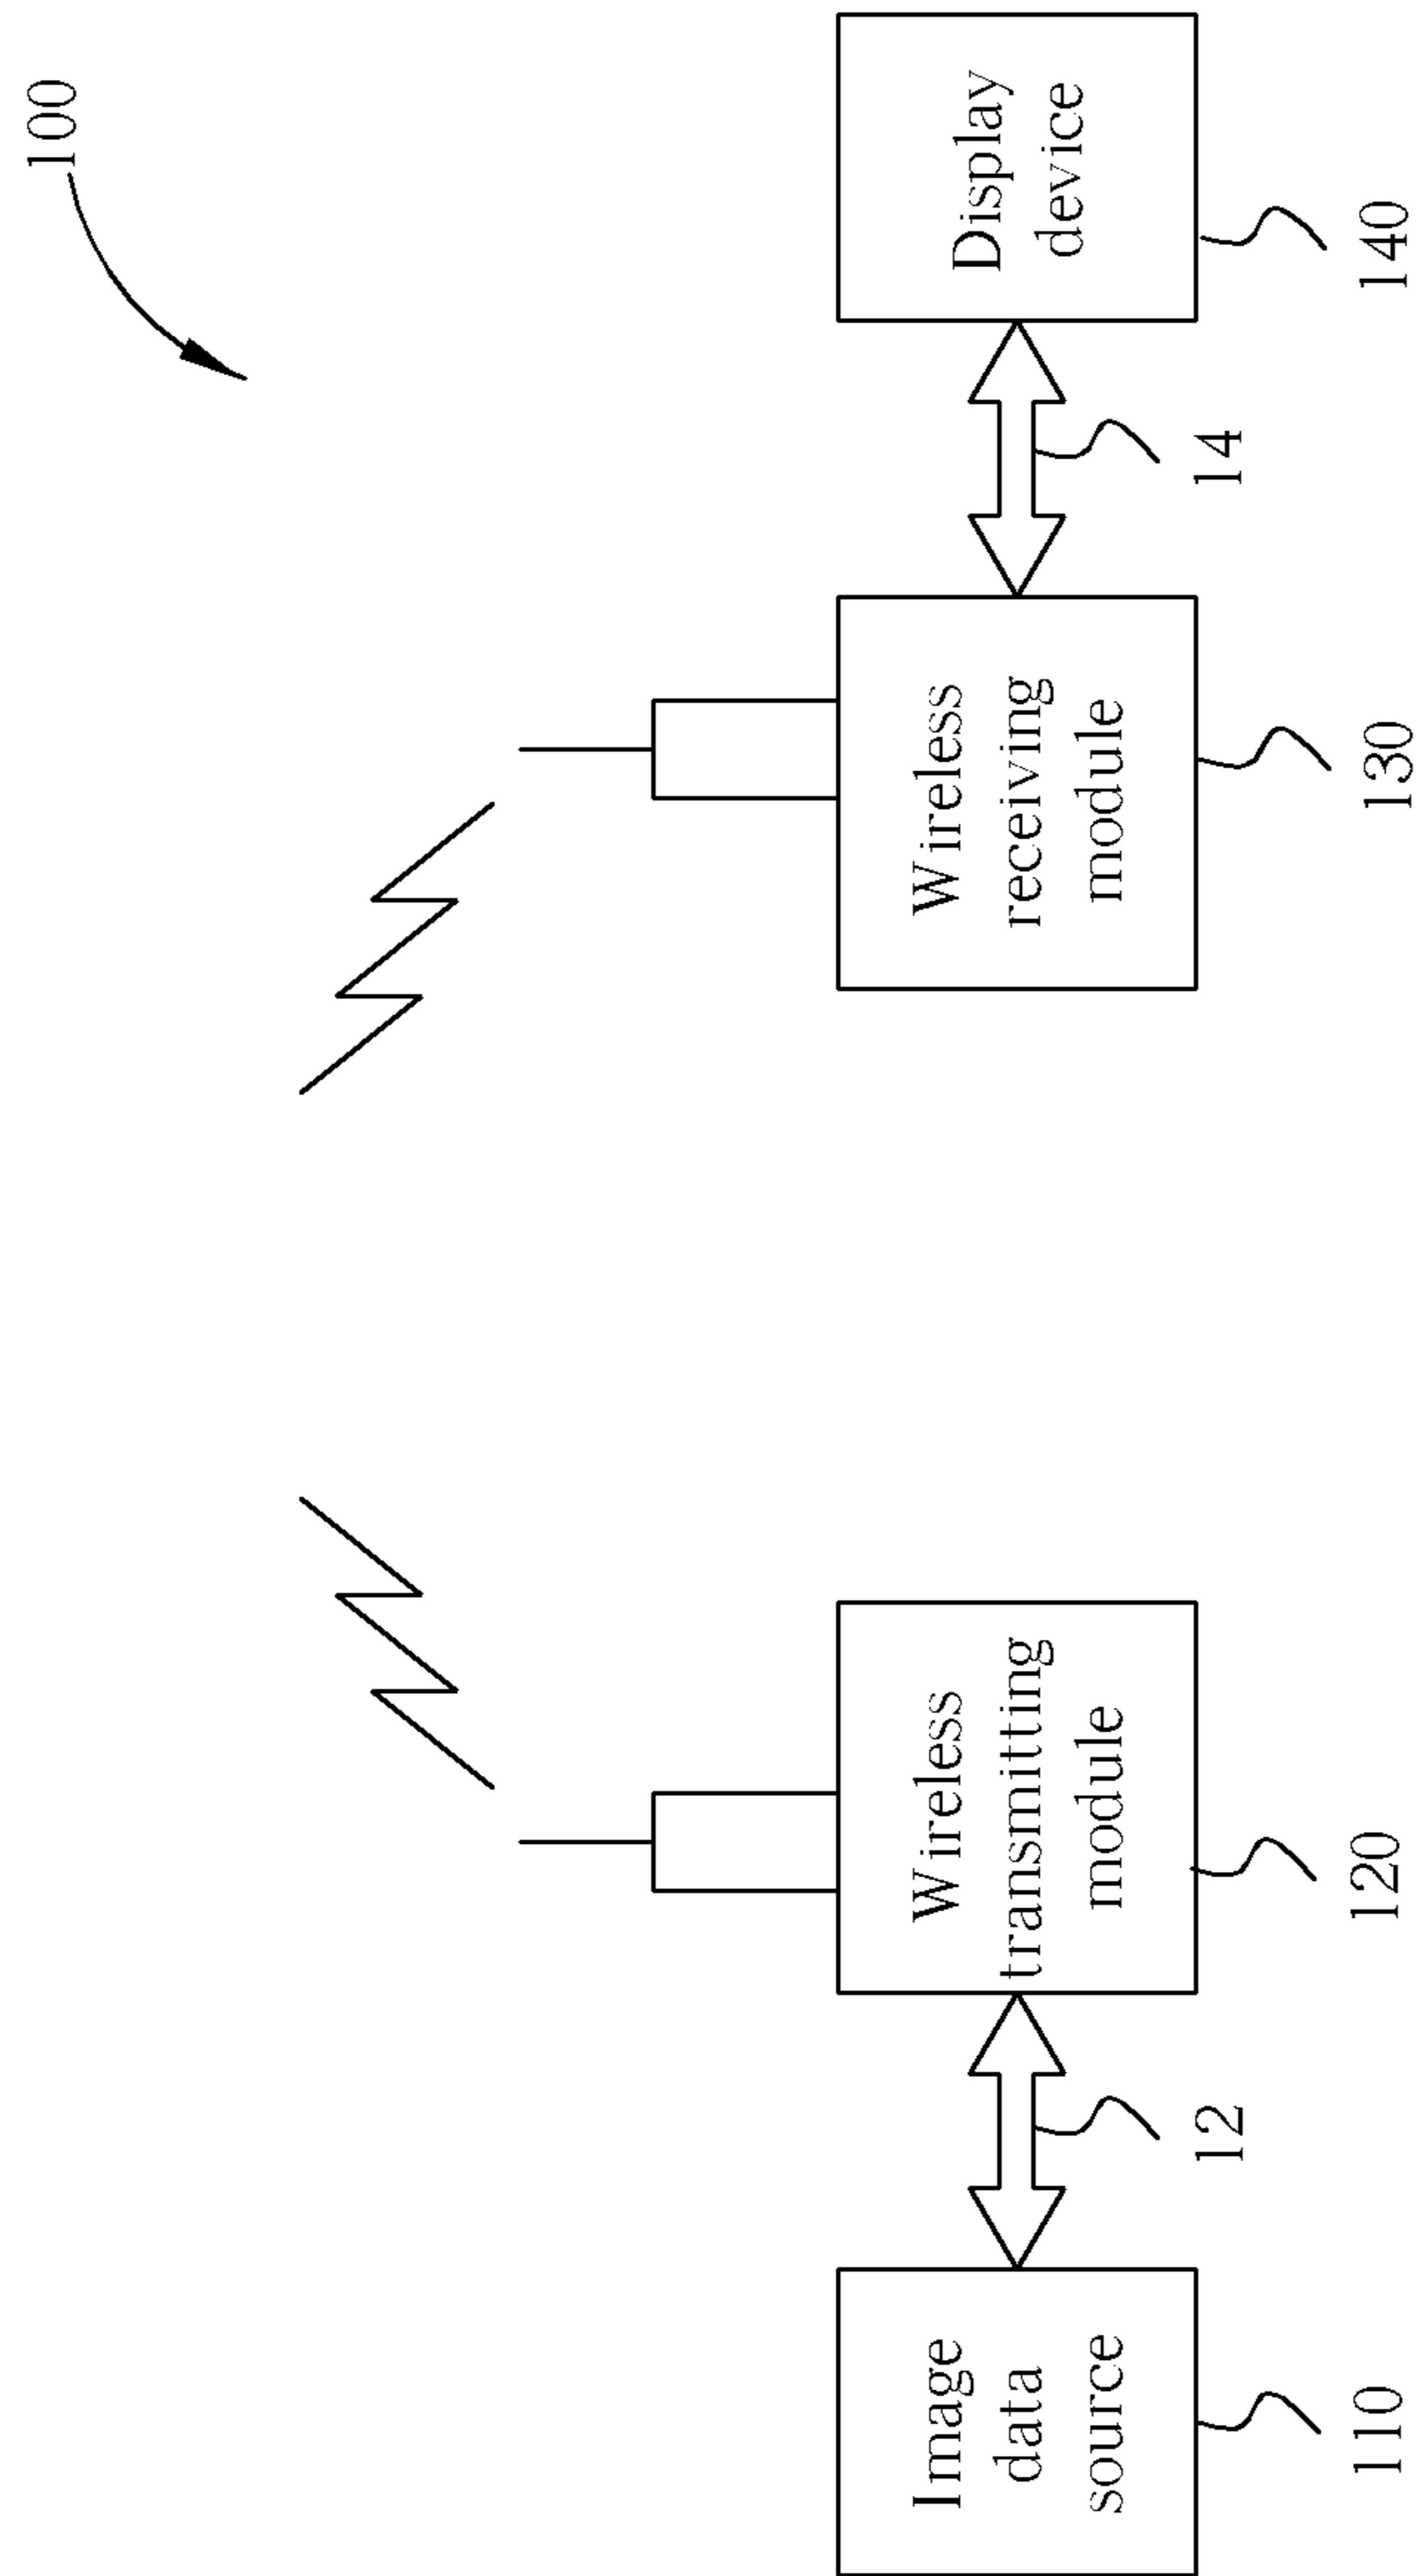 100
Image
data
source
Wireless
transmitting
module
Wireless
receiving
module
Display
device
12
14
110
120
130
140